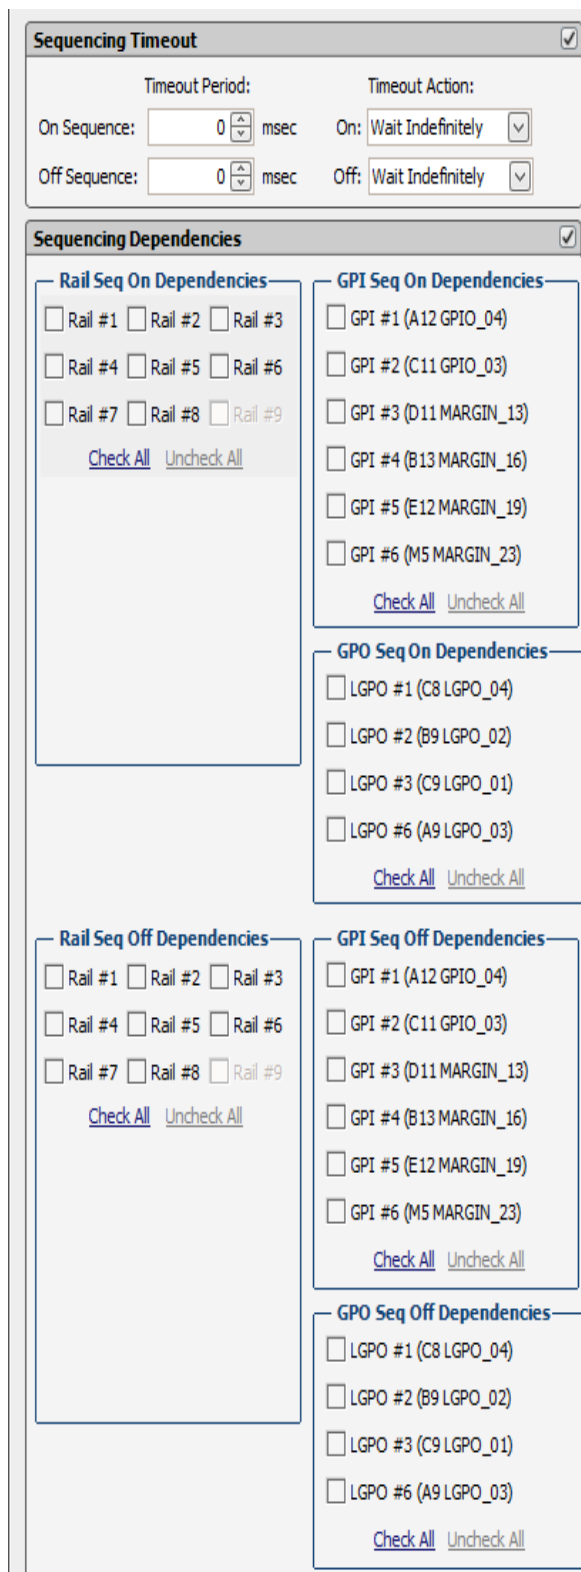 Sequencing Timeout
Timeout Period: Timeout Action:
On Sequence: 0 msec On: Wait Indefinitely
Off Sequence: 0 msec Off: Wait Indefinitely
Sequencing Dependencies
Rail Seq On Dependencies
Rail #1 Rail #2 Rail #3
Rail #4 Rail #5 Rail #6
Rail #7 Rail #8 Rail #9
Check All Uncheck All
GPI Seq On Dependencies
GPI #1 (A12 GPIO_04)
GPI #2 (C11 GPIO_03)
GPI #3 (D11 MARGIN_13)
GPI #4 (B13 MARGIN_16)
GPI #5 (E12 MARGIN_19)
GPI #6 (M5 MARGIN_23)
Check All Uncheck All
GPO Seq On Dependencies
LGPO #1 (C8 LGPO_04)
LGPO #2 (B9 LGPO_02)
LGPO #3 (C9 LGPO_01)
LGPO #6 (A9 LGPO_03)
Check All Uncheck All
Rail Seq Off Dependencies
Rail #1 Rail #2 Rail #3
Rail #4 Rail #5 Rail #6
Rail #7 Rail #8 Rail #9
Check All Uncheck All
GPI Seq Off Dependencies
GPI #1 (A12 GPIO_04)
GPI #2 (C11 GPIO_03)
GPI #3 (D11 MARGIN_13)
GPI #4 (B13 MARGIN_16)
GPI #5 (E12 MARGIN_19)
GPI #6 (M5 MARGIN_23)
Check All Uncheck All
GPO Seq Off Dependencies
LGPO #1 (C8 LGPO_04)
LGPO #2 (B9 LGPO_02)
LGPO #3 (C9 LGPO_01)
LGPO #6 (A9 LGPO_03)
Check All Uncheck All